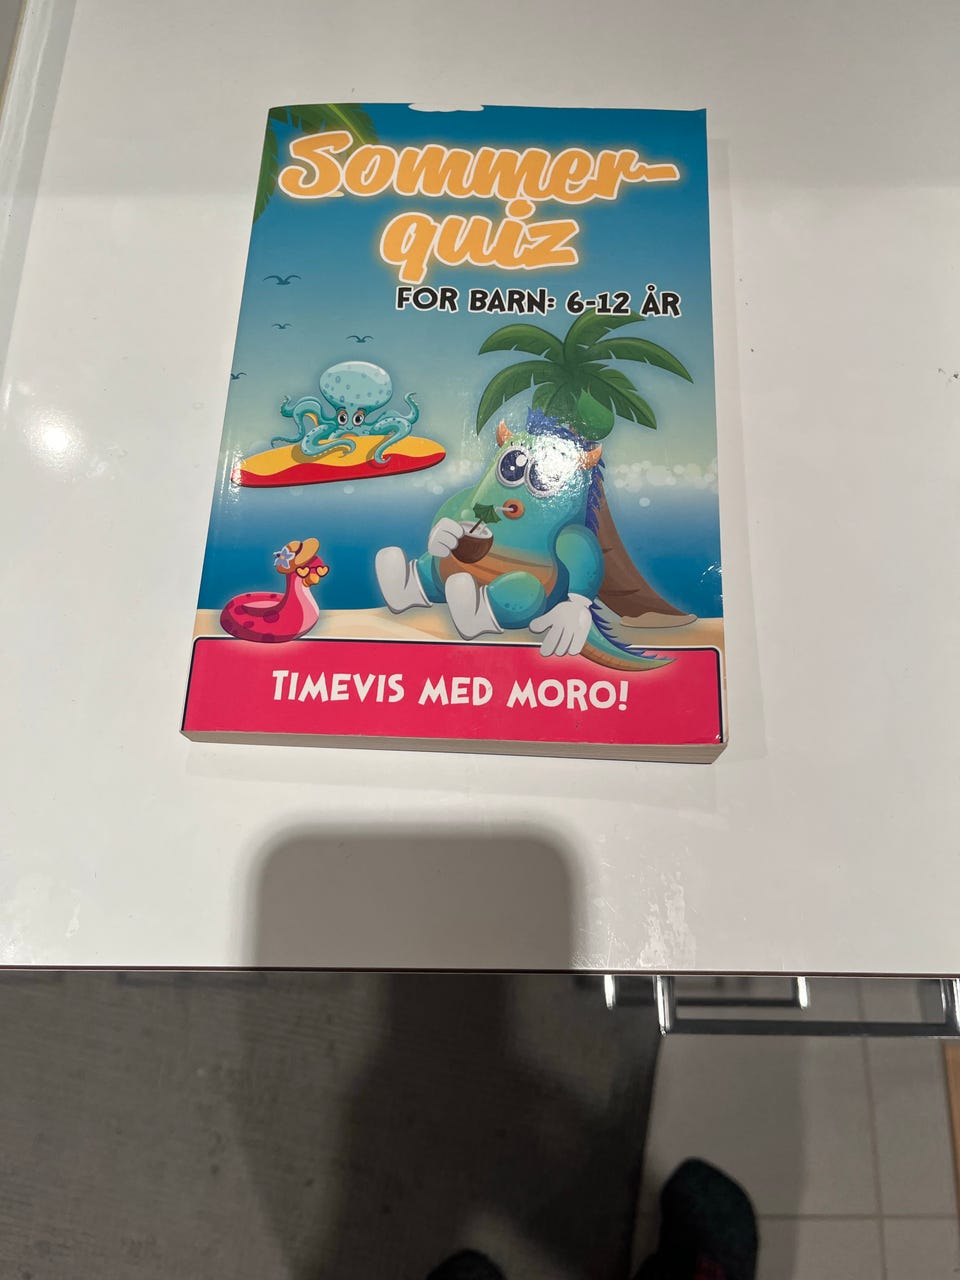 Sommer-
quiz
FOR BARN: 6-12 ÅR
TIMEVIS MED MORO!